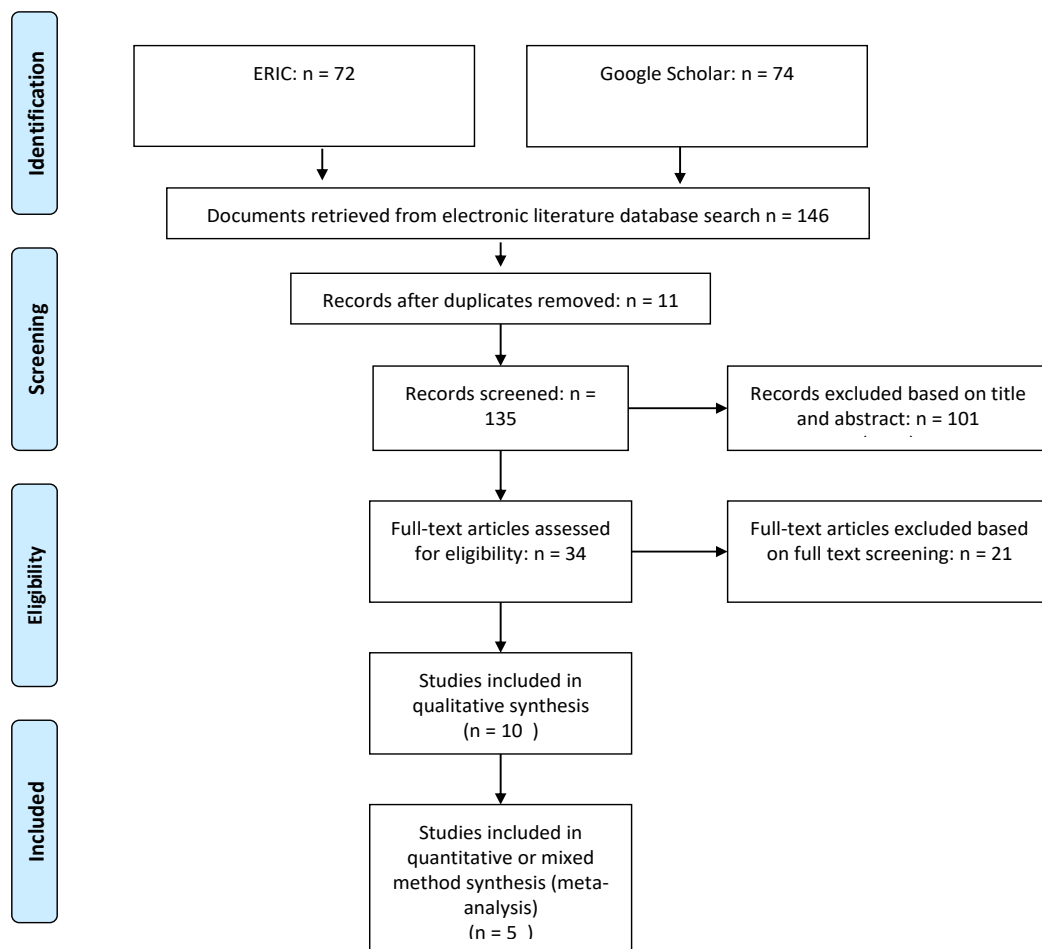 Identification
ERIC: n = 72
Google Scholar: n = 74
Documents retrieved from electronic literature database search n = 146
Screening
Records after duplicates removed: n = 11
Records screened: n =
135
Records excluded based on title
and abstract: n = 101
Eligibility
Full-text articles assessed
for eligibility: n = 34
Full-text articles excluded based
on full text screening: n = 21
Studies included in
qualitative synthesis
(n = 10 )
Included
Studies included in
quantitative or mixed
method synthesis (meta-
analysis)
(n = 5 )